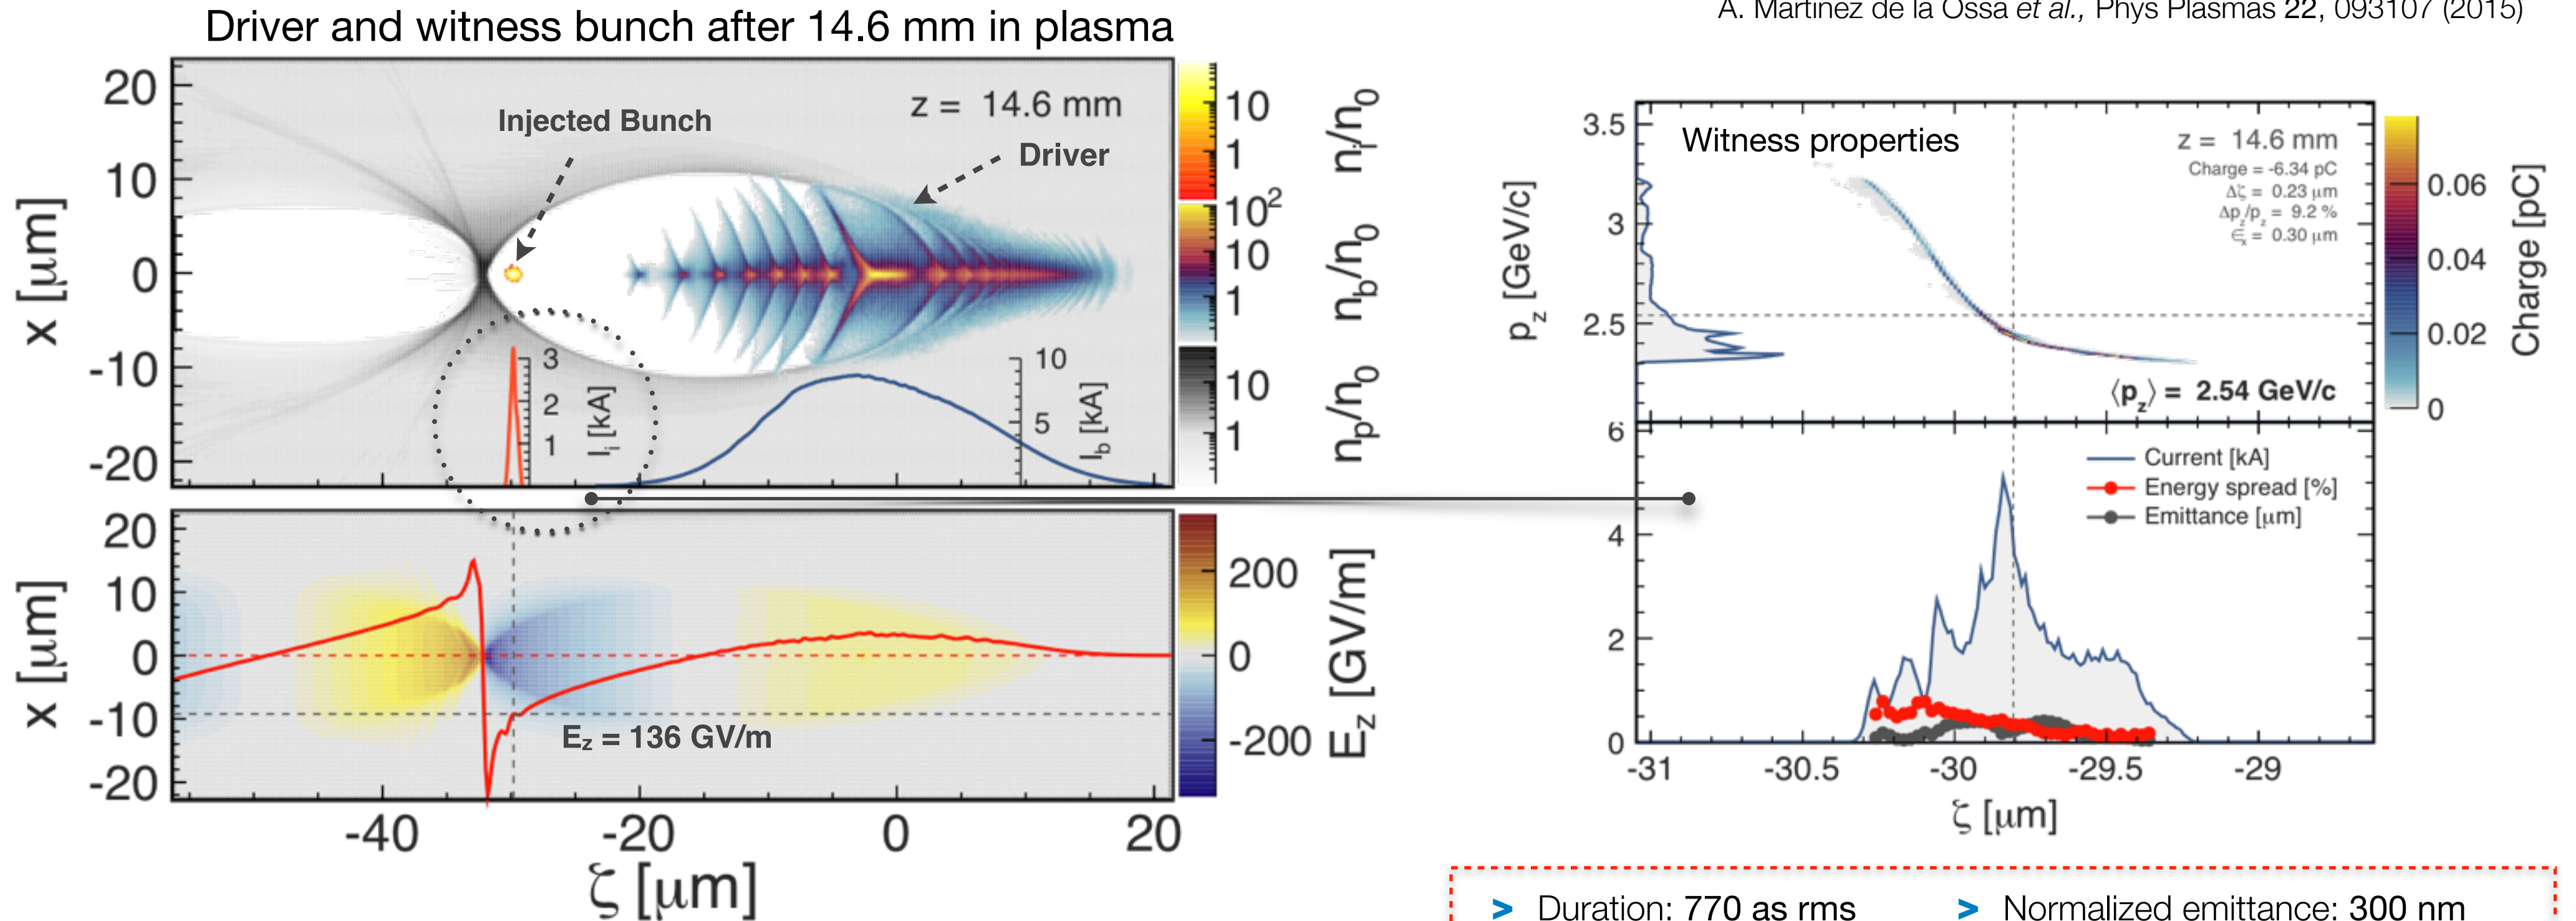 A. Martinez de la Ossa et al., Phys Plasmas 22, 093107 (2015)
Driver and witness bunch after 14.6 mm in plasma
z = 14.6 mm
Injected Bunch
Driver
20
10
0
-10
-20
x [μm]
3
2
1
I_i [kA]
10
5
I_b [kA]
10
1
n_i/n_0
10^2
10
1
n_b/n_0
10
1
n_p/n_0
20
10
0
-10
-20
x [μm]
E_z = 136 GV/m
200
0
-200
E_z [GV/m]
-40 -20 0 20
ζ [μm]
Witness properties
z = 14.6 mm
Charge = -6.34 pC
Δζ = 0.23 μm
Δp_z/p_z = 9.2 %
ϵ_x = 0.30 μm
3.5
3
2.5
p_z [GeV/c]
⟨p_z⟩ = 2.54 GeV/c
0.06
0.04
0.02
0
Charge [pC]
6
4
2
0
Current [kA]
Energy spread [%]
Emittance [μm]
-31 -30.5 -30 -29.5 -29
ζ [μm]
> Duration: 770 as rms
> Normalized emittance: 300 nm